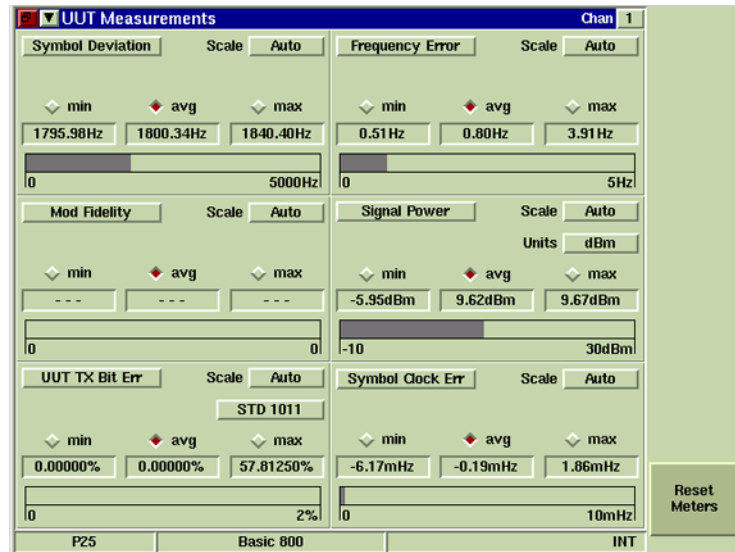 UUT Measurements Chan 1
Symbol Deviation Scale Auto
min avg max
1795.98Hz 1800.34Hz 1840.40Hz
0 5000Hz
Frequency Error Scale Auto
min avg max
0.51Hz 0.80Hz 3.91Hz
0 5Hz
Mod Fidelity Scale Auto
min avg max
--- --- ---
0 0
Signal Power Scale Auto
Units dBm
min avg max
-5.95dBm 9.62dBm 9.67dBm
-10 30dBm
UUT TX Bit Err Scale Auto
STD 1011
min avg max
0.00000% 0.00000% 57.81250%
0 2%
Symbol Clock Err Scale Auto
min avg max
-6.17mHz -0.19mHz 1.86mHz
0 10mHz
Reset
Meters
P25 Basic 800 INT